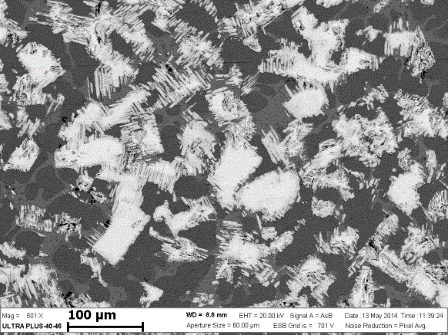 Mag = 501 X
100 µm
WD = 8.8 mm
EHT = 20.00 kV
Signal A = AsB
Date :13 May 2014
Time :11:39:24
ULTRA PLUS-40-46
Aperture Size = 60.00 µm
ESB Grid is = 701 V
Noise Reduction = Pixel Avg.